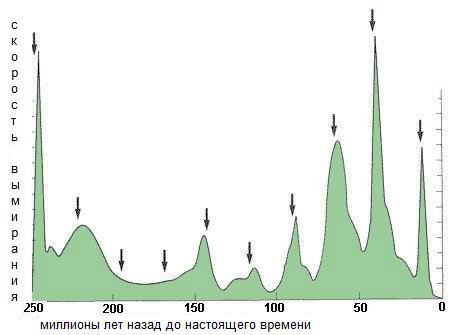 скорость вымирания
250 200 150 100 50 0
миллионы лет назад до настоящего времени